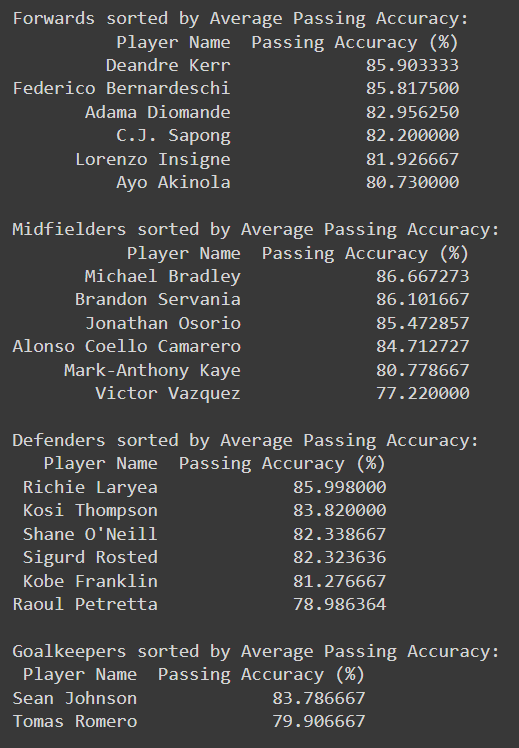 Forwards sorted by Average Passing Accuracy:
Player Name Passing Accuracy (%)
Deandre Kerr 85.903333
Federico Bernardeschi 85.817500
Adama Diomande 82.956250
C.J. Sapong 82.200000
Lorenzo Insigne 81.926667
Ayo Akinola 80.730000
Midfielders sorted by Average Passing Accuracy:
Player Name Passing Accuracy (%)
Michael Bradley 86.667273
Brandon Servania 86.101667
Jonathan Osorio 85.472857
Alonso Coello Camarero 84.712727
Mark-Anthony Kaye 80.778667
Victor Vazquez 77.220000
Defenders sorted by Average Passing Accuracy:
Player Name Passing Accuracy (%)
Richie Laryea 85.998000
Kosi Thompson 83.820000
Shane O'Neill 82.338667
Sigurd Rosted 82.323636
Kobe Franklin 81.276667
Raoul Petretta 78.986364
Goalkeepers sorted by Average Passing Accuracy:
Player Name Passing Accuracy (%)
Sean Johnson 83.786667
Tomas Romero 79.906667